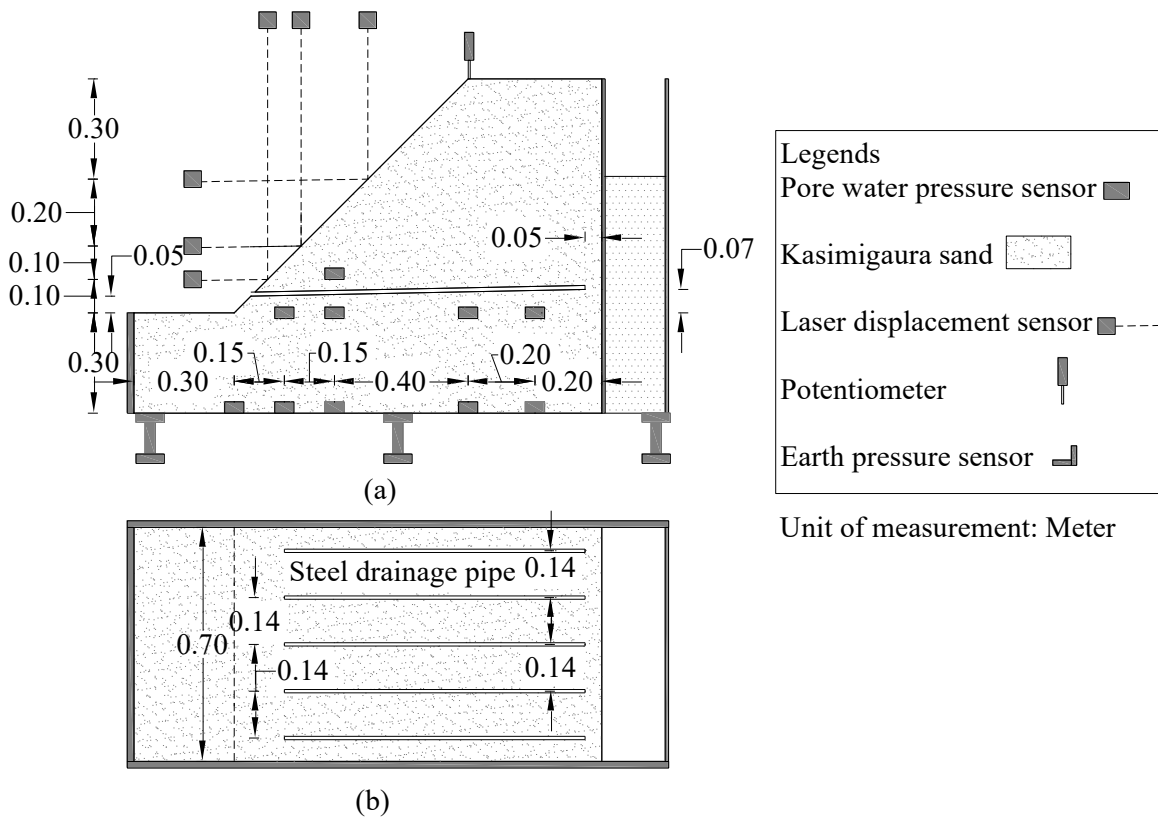 0.30
0.20
0.10
0.05
0.10
0.30
0.05
0.07
0.15
0.15
0.20
0.30
0.40
0.20
(a)
Legends
Pore water pressure sensor
Kasimigaura sand
Laser displacement sensor
Potentiometer
Earth pressure sensor
Unit of measurement: Meter
Steel drainage pipe
0.14
0.14
0.70
0.14
0.14
(b)